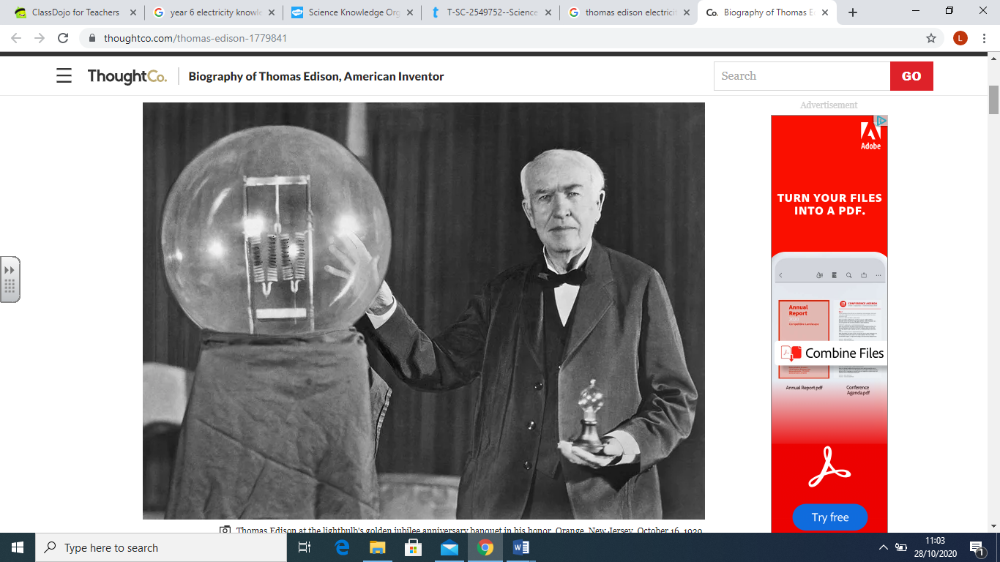 ClassDojo for Teachers
year 6 electricity knowle
Science Knowledge Org
T-SC-2549752--Science
thomas edison electricit
Co. Biography of Thomas E
thoughtco.com/thomas-edison-1779841
L
ThoughtCo.
Biography of Thomas Edison, American Inventor
Search
GO
Advertisement
Adobe
TURN YOUR FILES
INTO A PDF.
Annual
Report
2020
CONFERENCE AGENDA
Combine Files
Annual Report.pdf
Conference
Agenda.pdf
Try free
Thomas Edison at the lightbulb's golden jubilee anniversary banquet in his honor, Orange, New Jersey, October 16, 1929.
Type here to search
11:03
28/10/2020
1